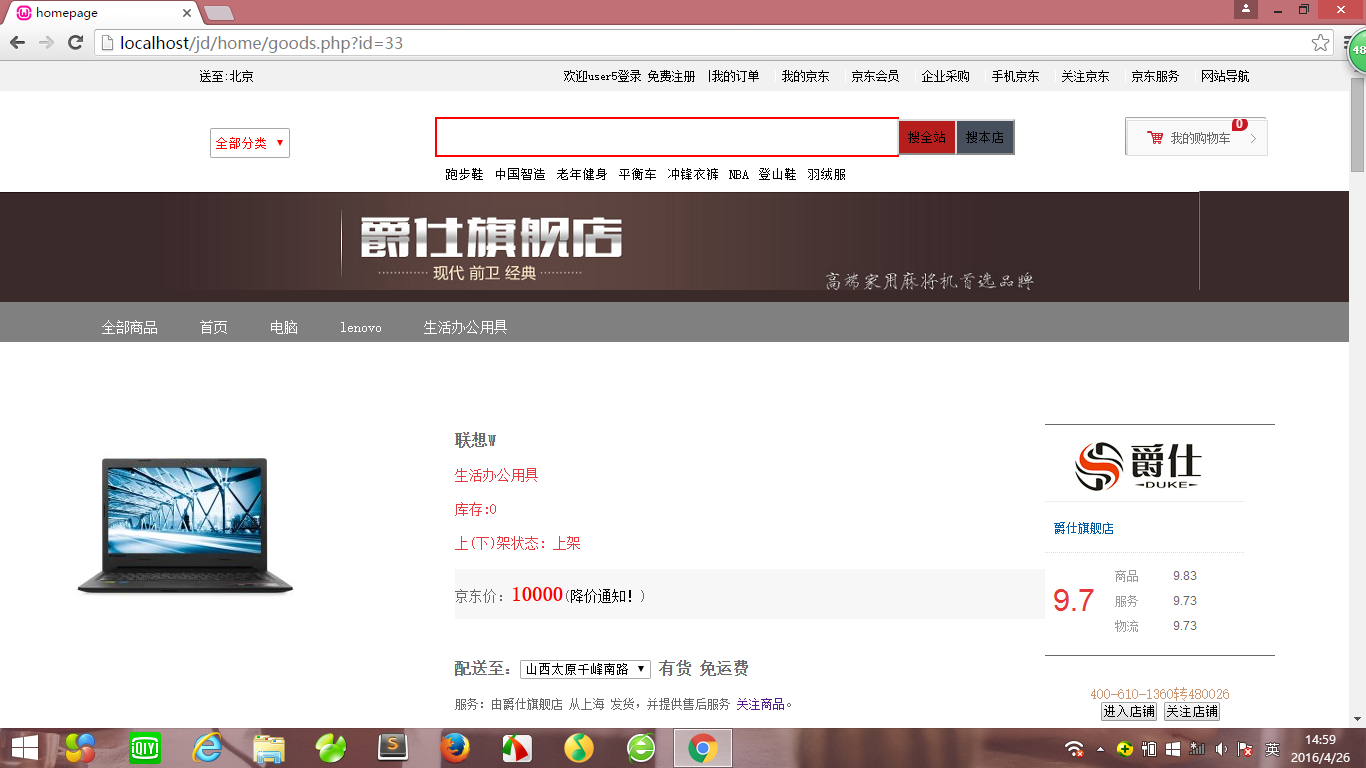 homepage
localhost/jd/home/goods.php?id=33
48
送至:北京
欢迎user5登录 免费注册 |我的订单 我的京东 京东会员 企业采购 手机京东 关注京东 京东服务 网站导航
全部分类
搜全站
搜本店
0
我的购物车
跑步鞋 中国智造 老年健身 平衡车 冲锋衣裤 NBA 登山鞋 羽绒服
爵仕旗舰店
现代 前卫 经典
高端家用麻将机首选品牌
全部商品 首页 电脑 lenovo 生活办公用具
联想W
生活办公用具
库存:0
上(下)架状态: 上架
京东价: 10000(降价通知! )
配送至: 山西太原千峰南路 有货 免运费
服务: 由爵仕旗舰店 从上海 发货, 并提供售后服务 关注商品。
爵仕
DUKE
爵仕旗舰店
9.7
商品 9.83
服务 9.73
物流 9.73
400-610-1360转480026
进入店铺 关注店铺
QIY
S
英
14:59
2016/4/26